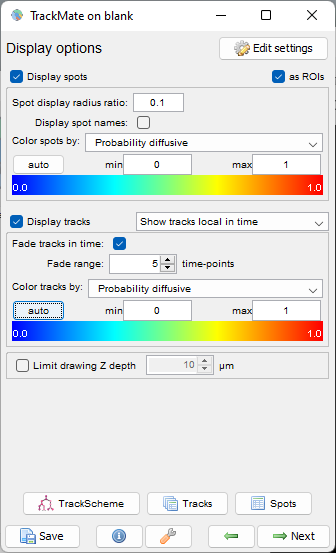 TrackMate on blank
Display options
Edit settings
Display spots
as ROIs
Spot display radius ratio: 0.1
Display spot names:
Color spots by: Probability diffusive
auto min 0 max 1
0.0 1.0
Display tracks Show tracks local in time
Fade tracks in time:
Fade range: 5 time-points
Color tracks by: Probability diffusive
auto min 0 max 1
0.0 1.0
Limit drawing Z depth 10 µm
TrackScheme Tracks Spots
Save Next